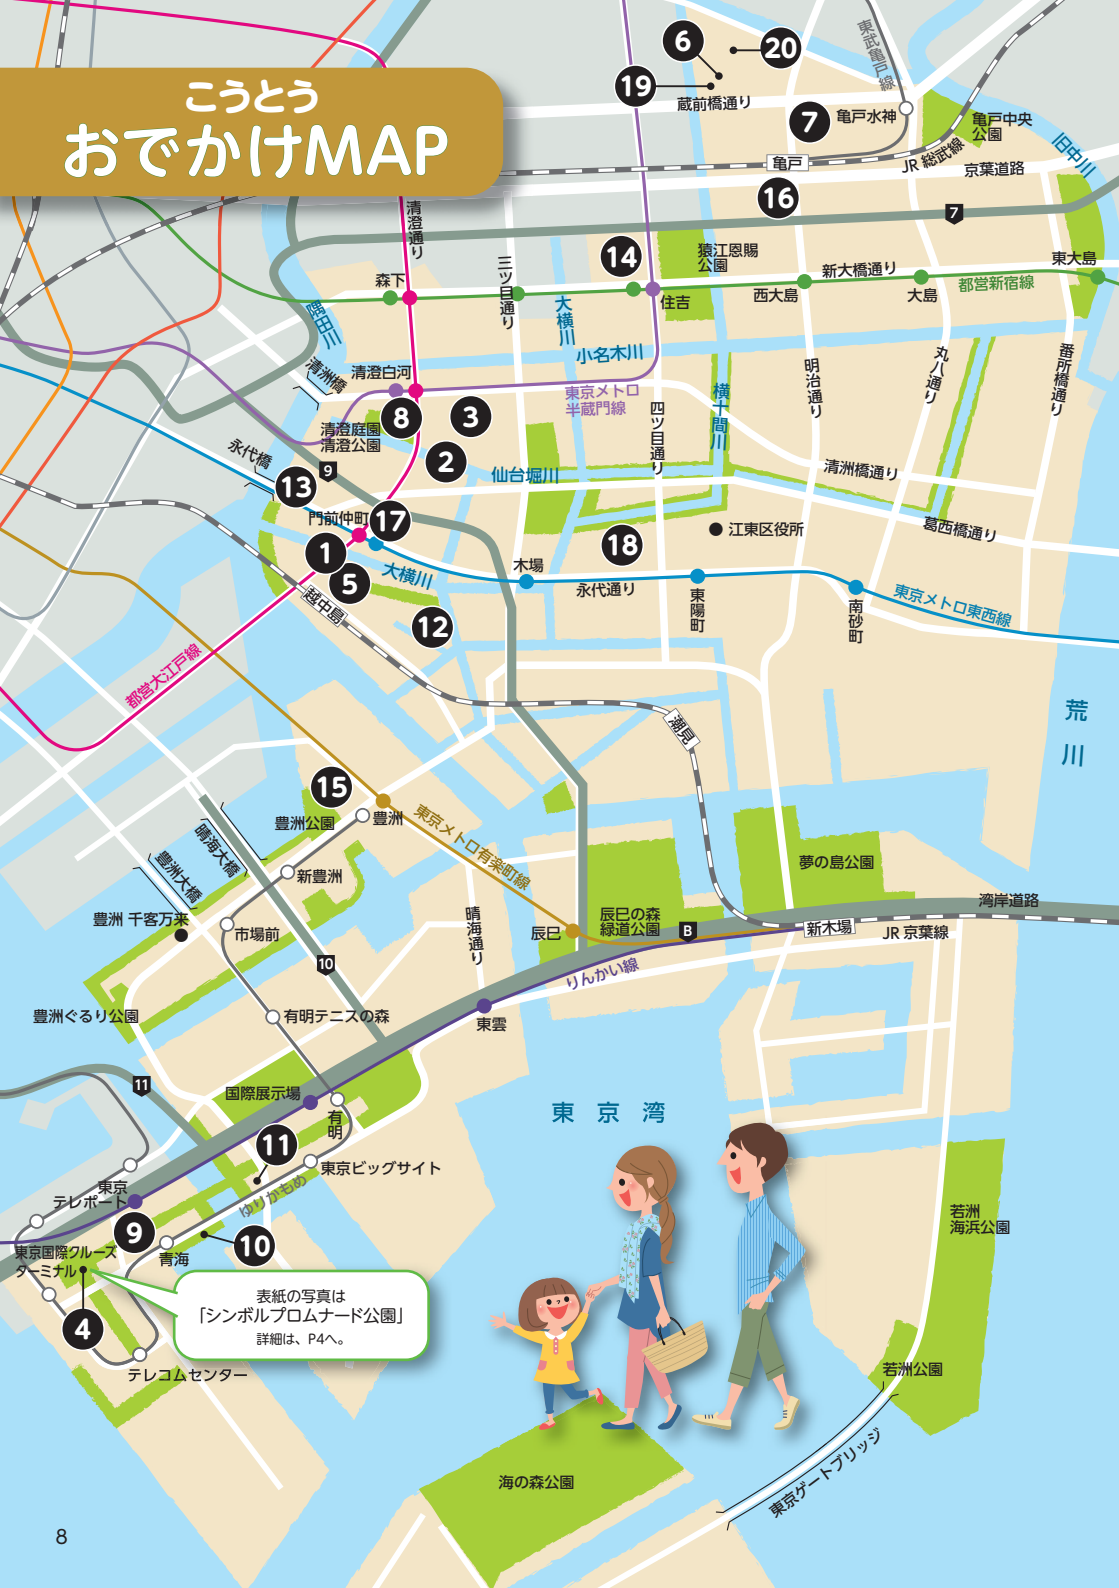 こうとう
おでかけMAP
6
20
19
蔵前橋通り
7
亀戸水神
東武亀戸線
亀戸中央
公園
旧中川
亀戸
JR 総武線
京葉道路
16
7
清澄通り
三ツ目通り
14
猿江恩賜
公園
東大島
森下
新大橋通り
都営新宿線
住吉
西大島
大島
隅田川
大横川
小名木川
清洲橋
清澄白河
東京メトロ
半蔵門線
四ツ目通り
横十間川
明治通り
丸八通り
番所橋通り
8
3
清澄庭園
清澄公園
2
永代橋
9
仙台堀川
清洲橋通り
13
門前仲町
17
江東区役所
葛西橋通り
18
1
5
大横川
木場
永代通り
東陽町
南砂町
東京メトロ東西線
越中島
12
都営大江戸線
荒川
潮見
15
豊洲公園
豊洲
東京メトロ有楽町線
晴海大橋
豊洲大橋
新豊洲
夢の島公園
豊洲 千客万来
市場前
晴海通り
辰巳
辰巳の森
緑道公園
B
新木場
湾岸道路
JR 京葉線
10
りんかい線
豊洲ぐるり公園
有明テニスの森
東雲
11
国際展示場
有明
東京湾
11
東京ビッグサイト
ゆりかもめ
東京
テレポート
9
10
青海
東京国際クルーズ
ターミナル
4
表紙の写真は
「シンボルプロムナード公園」
詳細は、P4へ。
テレコムセンター
若洲
海浜公園
若洲公園
海の森公園
東京ゲートブリッジ
8